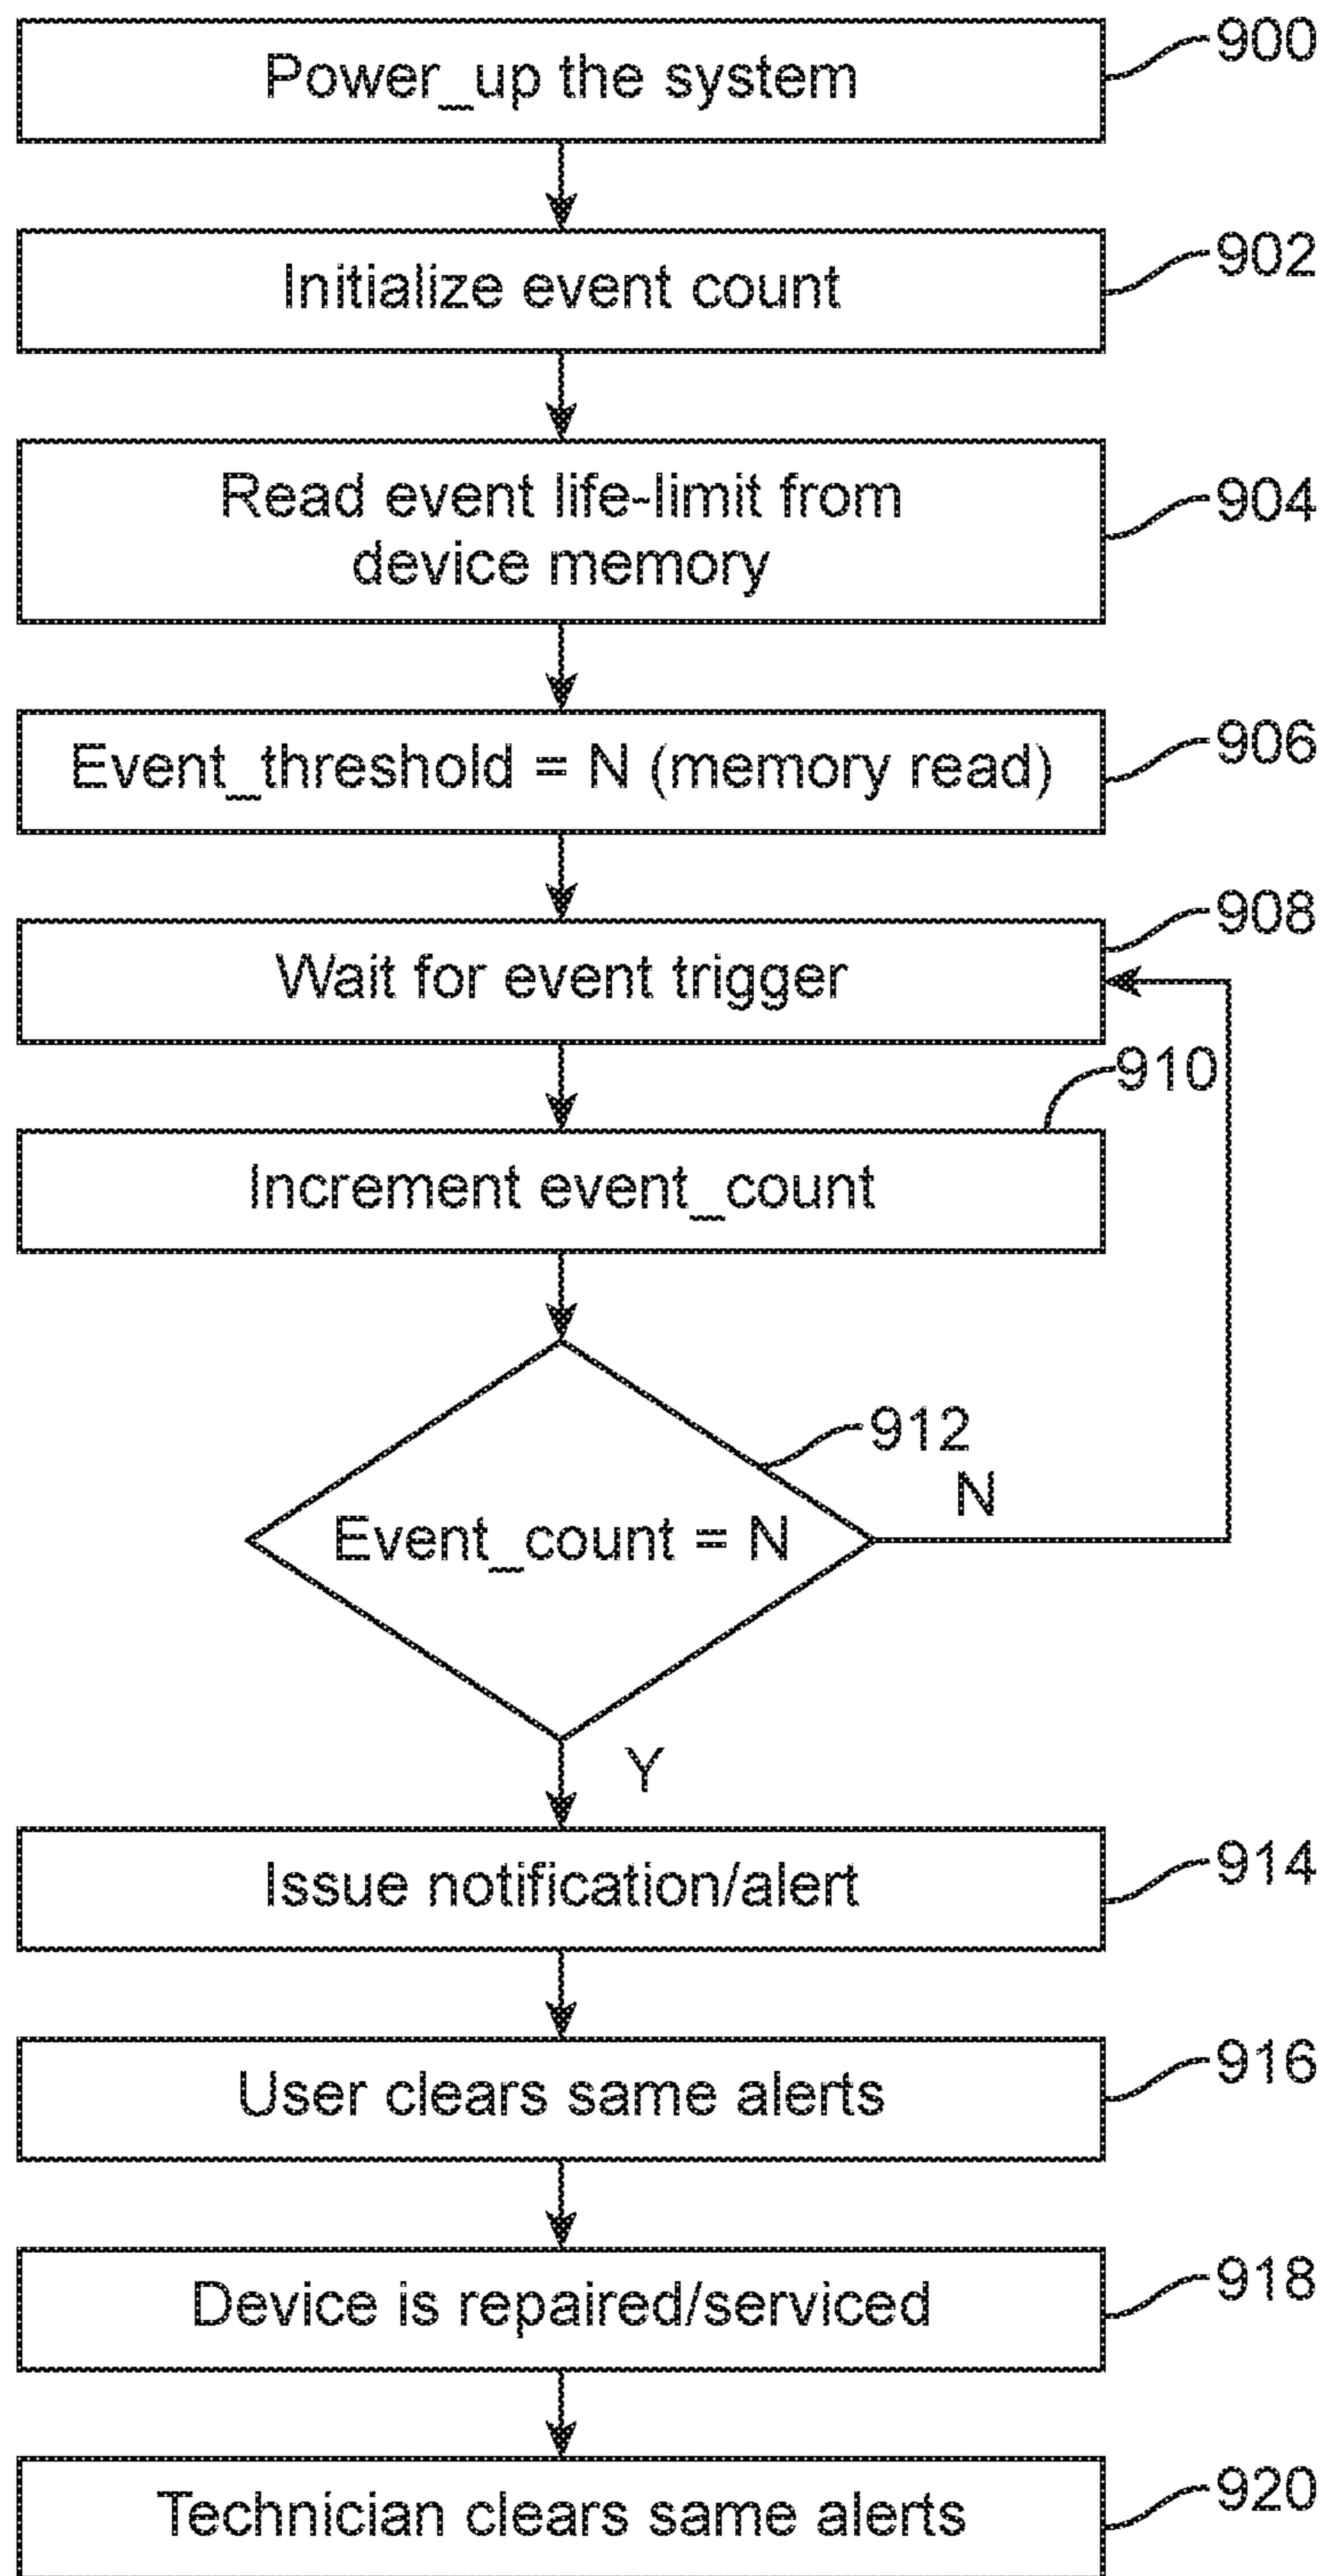 Power_up the system
900
Initialize event count
902
Read event life-limit from
device memory
904
Event_threshold = N (memory read)
906
Wait for event trigger
908
910
Increment event_count
912
N
Event_count = N
Y
Issue notification/alert
914
User clears same alerts
916
Device is repaired/serviced
918
Technician clears same alerts
920